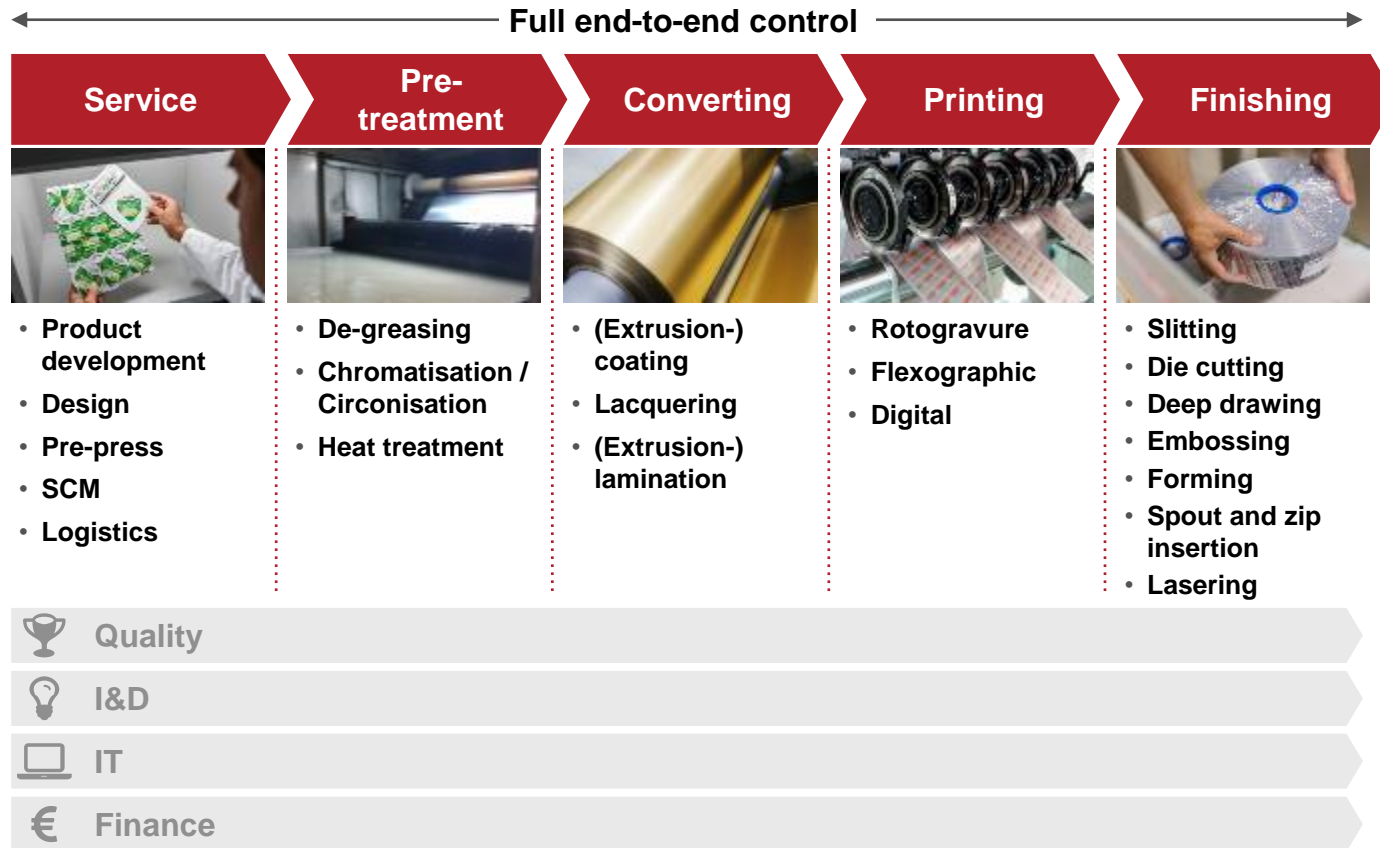 Full end-to-end control
Service
Pre-
treatment
Converting
Printing
Finishing
• Product
development
• Design
• Pre-press
• SCM
• Logistics
• De-greasing
• Chromatisation /
Circonisation
• Heat treatment
• (Extrusion-)
coating
• Lacquering
• (Extrusion-)
lamination
• Rotogravure
• Flexographic
• Digital
• Slitting
• Die cutting
• Deep drawing
• Embossing
• Forming
• Spout and zip
insertion
• Lasering
Quality
I&D
IT
€ Finance